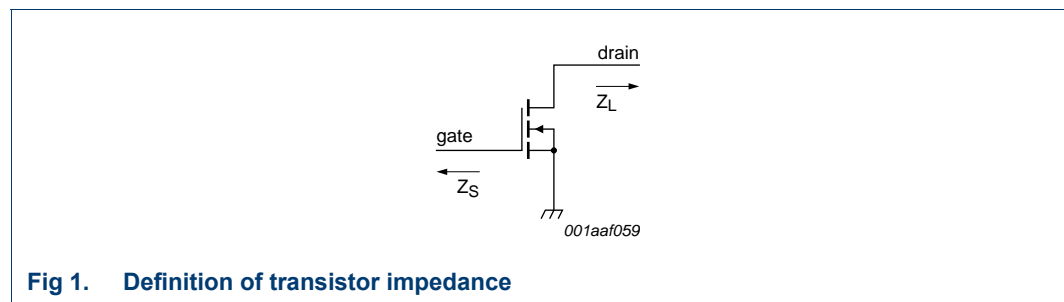 drain
Z_L
gate
Z_S
001aaf059
Fig 1. Definition of transistor impedance